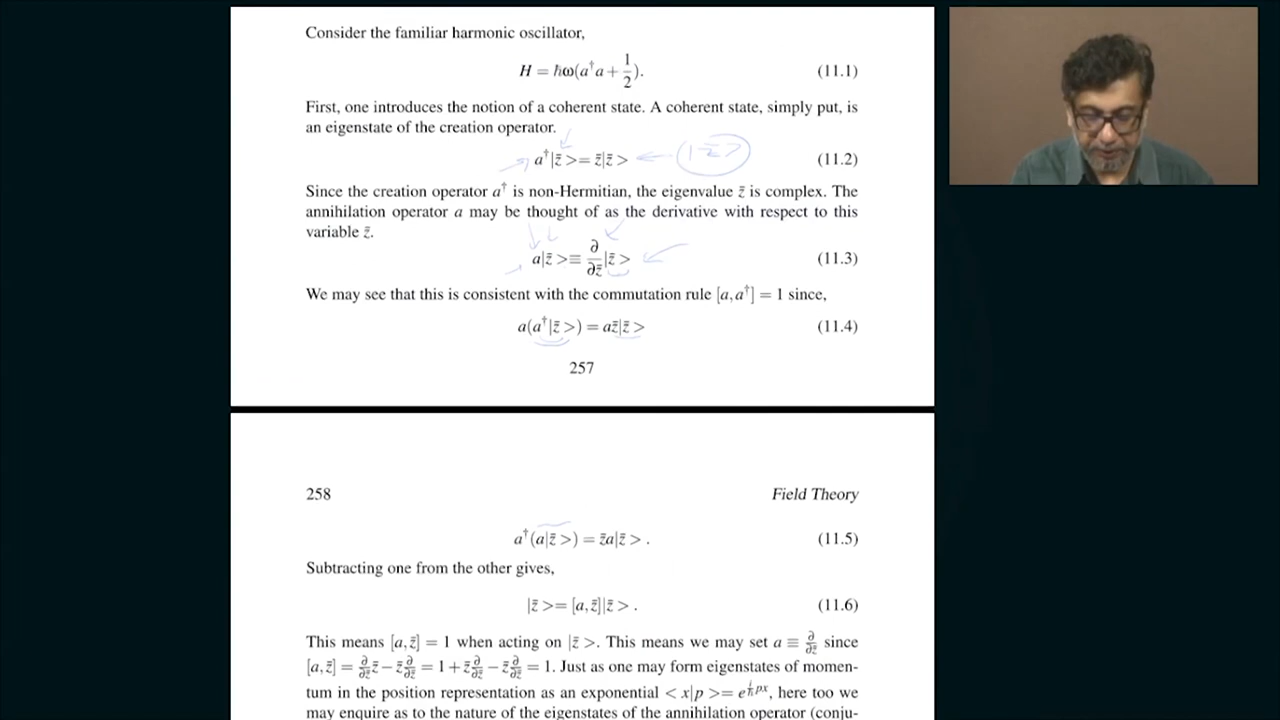 Consider the familiar harmonic oscillator,
H = ħω(a†a + 1/2). (11.1)
First, one introduces the notion of a coherent state. A coherent state, simply put, is
an eigenstate of the creation operator.
a†|z̄ >= z̄|z̄ > (11.2)
|z̄>
Since the creation operator a† is non-Hermitian, the eigenvalue z̄ is complex. The
annihilation operator a may be thought of as the derivative with respect to this
variable z̄.
a|z̄ >≡ ∂/∂z̄ |z̄ > (11.3)
We may see that this is consistent with the commutation rule [a,a†] = 1 since,
a(a†|z̄ >) = az̄|z̄ > (11.4)
257
258 Field Theory
a†(a|z̄ >) = z̄a|z̄ > . (11.5)
Subtracting one from the other gives,
|z̄ >= [a,z̄]|z̄ > . (11.6)
This means [a,z̄] = 1 when acting on |z̄ >. This means we may set a ≡ ∂/∂z̄ since
[a,z̄] = ∂/∂z̄ z̄ − z̄ ∂/∂z̄ = 1 + z̄ ∂/∂z̄ − z̄ ∂/∂z̄ = 1. Just as one may form eigenstates of momen-
tum in the position representation as an exponential < x|p >= e^{i/ħ px}, here too we
may enquire as to the nature of the eigenstates of the annihilation operator (conju-